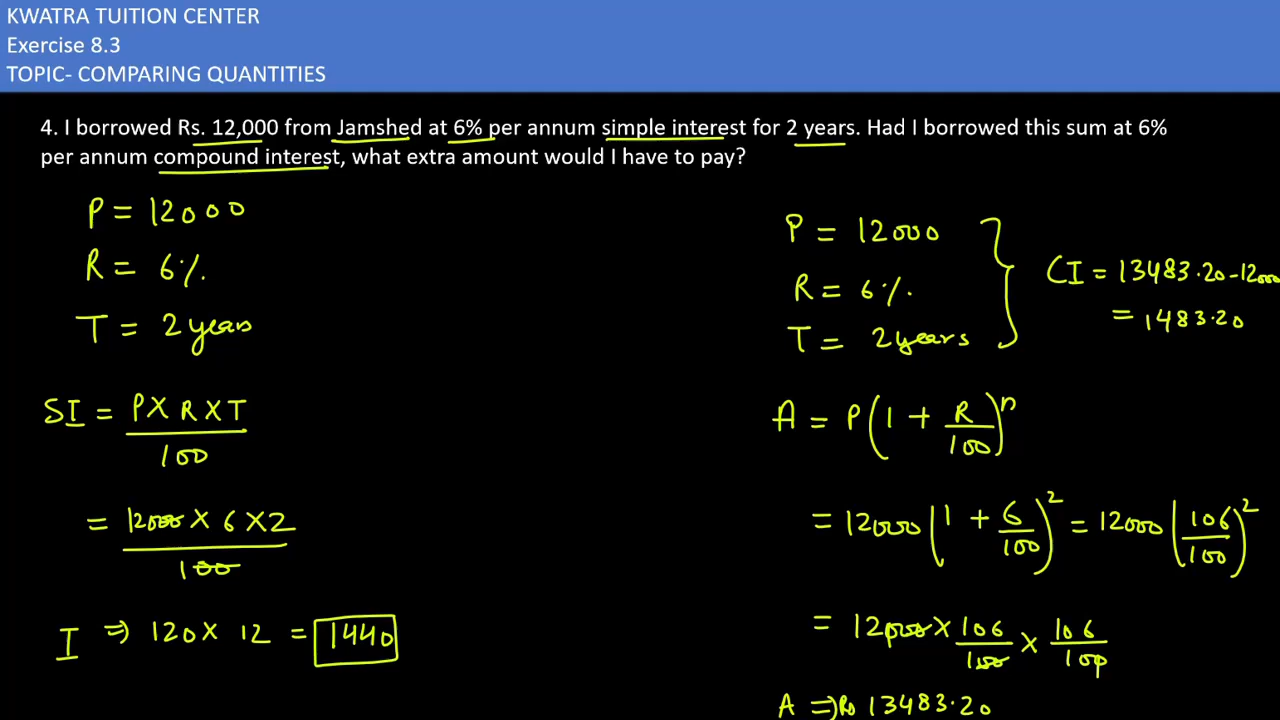 KWATRA TUITION CENTER
Exercise 8.3
TOPIC- COMPARING QUANTITIES
4. I borrowed Rs. 12,000 from Jamshed at 6% per annum simple interest for 2 years. Had I borrowed this sum at 6%
per annum compound interest, what extra amount would I have to pay?
P = 12000
R = 6%
T = 2 years
SI = P X R X T
100
= 12000 X 6 X 2
100
I ⇒ 120 X 12 = 1440
P = 12000
R = 6%
T = 2 years
CI = 13483.20-12000
= 1483.20
A = P(1 + R/100)^n
= 12000(1 + 6/100)^2 = 12000(106/100)^2
= 12000 X 106/100 X 106/100
A ⇒ Rs 13483.20